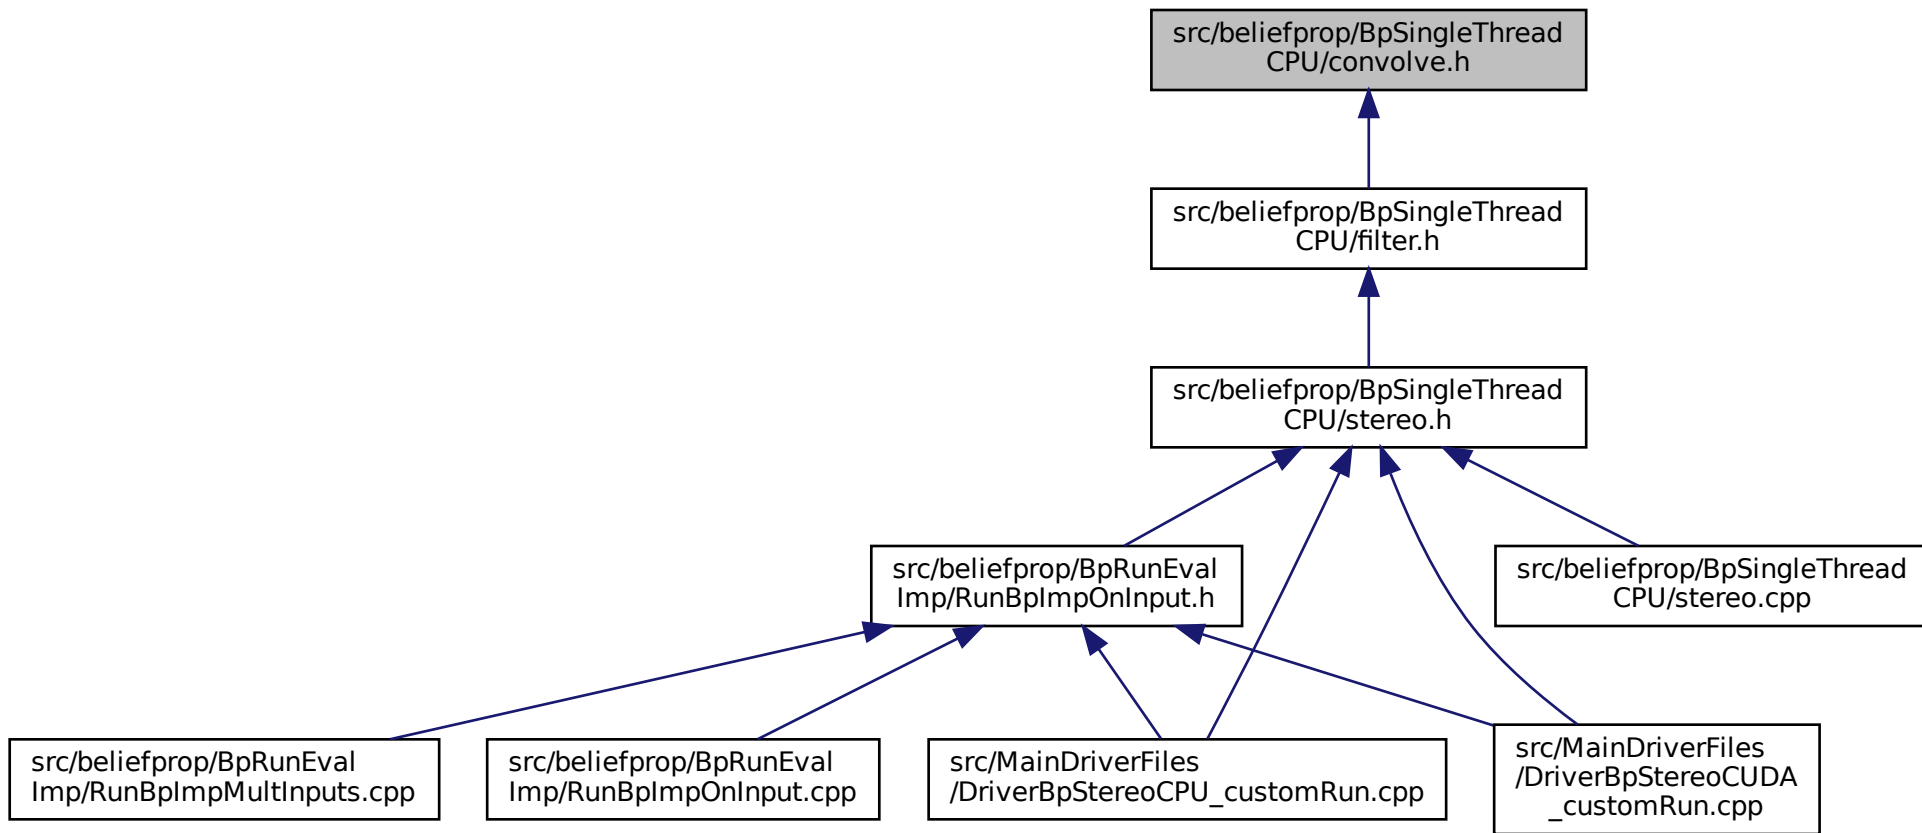 src/beliefprop/BpSingleThread
CPU/convolve.h
src/beliefprop/BpSingleThread
CPU/filter.h
src/beliefprop/BpSingleThread
CPU/stereo.h
src/beliefprop/BpRunEval
Imp/RunBpImpOnInput.h
src/beliefprop/BpSingleThread
CPU/stereo.cpp
src/beliefprop/BpRunEval
Imp/RunBpImpMultInputs.cpp
src/beliefprop/BpRunEval
Imp/RunBpImpOnInput.cpp
src/MainDriverFiles
/DriverBpStereoCPU_customRun.cpp
src/MainDriverFiles
/DriverBpStereoCUDA
_customRun.cpp